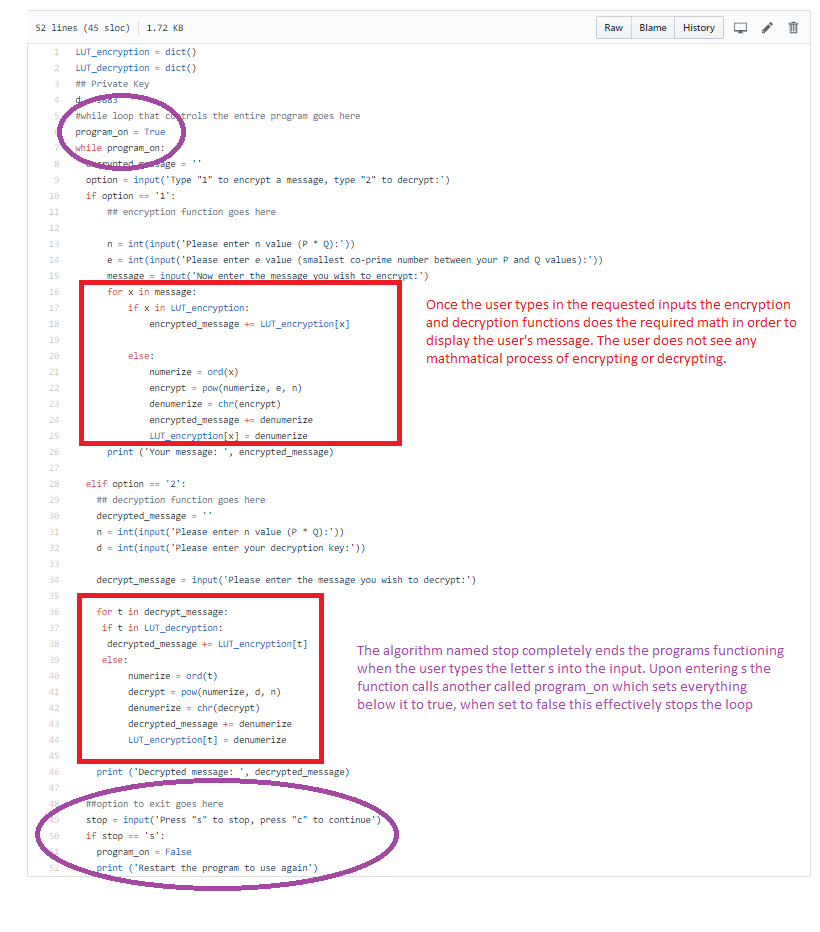 52 lines (45 sloc) 1.72 KB Raw Blame History
1 LUT_encryption = dict()
2 LUT_decryption = dict()
3 ## Private Key
4 d
5 #while loop that controls the entire program goes here
6 program_on = True
7 while program_on:
8 message = ''
9 option = input('Type "1" to encrypt a message, type "2" to decrypt:')
10 if option == '1':
11 ## encryption function goes here
12
13 n = int(input('Please enter n value (P * Q):'))
14 e = int(input('Please enter e value (smallest co-prime number between your P and Q values):'))
15 message = input('Now enter the message you wish to encrypt:')
16 for x in message:
17 if x in LUT_encryption:
18 encrypted_message += LUT_encryption[x]
19
20 else:
21 numerize = ord(x)
22 encrypt = pow(numerize, e, n)
23 denumerize = chr(encrypt)
24 encrypted_message += denumerize
25 LUT_encryption[x] = denumerize
26 print ('Your message: ', encrypted_message)
27
28 elif option == '2':
29 ## decryption function goes here
30 decrypted_message = ''
31 n = int(input('Please enter n value (P * Q):'))
32 d = int(input('Please enter your decryption key:'))
33
34 decrypt_message = input('Please enter the message you wish to decrypt:')
35
36 for t in decrypt_message:
37 if t in LUT_decryption:
38 decrypted_message += LUT_encryption[t]
39 else:
40 numerize = ord(t)
41 decrypt = pow(numerize, d, n)
42 denumerize = chr(decrypt)
43 decrypted_message += denumerize
44 LUT_encryption[t] = denumerize
45
46 print ('Decrypted message: ', decrypted_message)
47
48 ##option to exit goes here
49 stop = input('Press "s" to stop, press "c" to continue')
50 if stop == 's':
51 program_on = False
52 print ('Restart the program to use again')
Once the user types in the requested inputs the encryption
and decryption functions does the required math in order to
display the user's message. The user does not see any
mathmatical process of encrypting or decrypting.
The algorithm named stop completely ends the programs functioning
when the user types the letter s into the input. Upon entering s the
function calls another called program_on which sets everything
below it to true, when set to false this effectively stops the loop